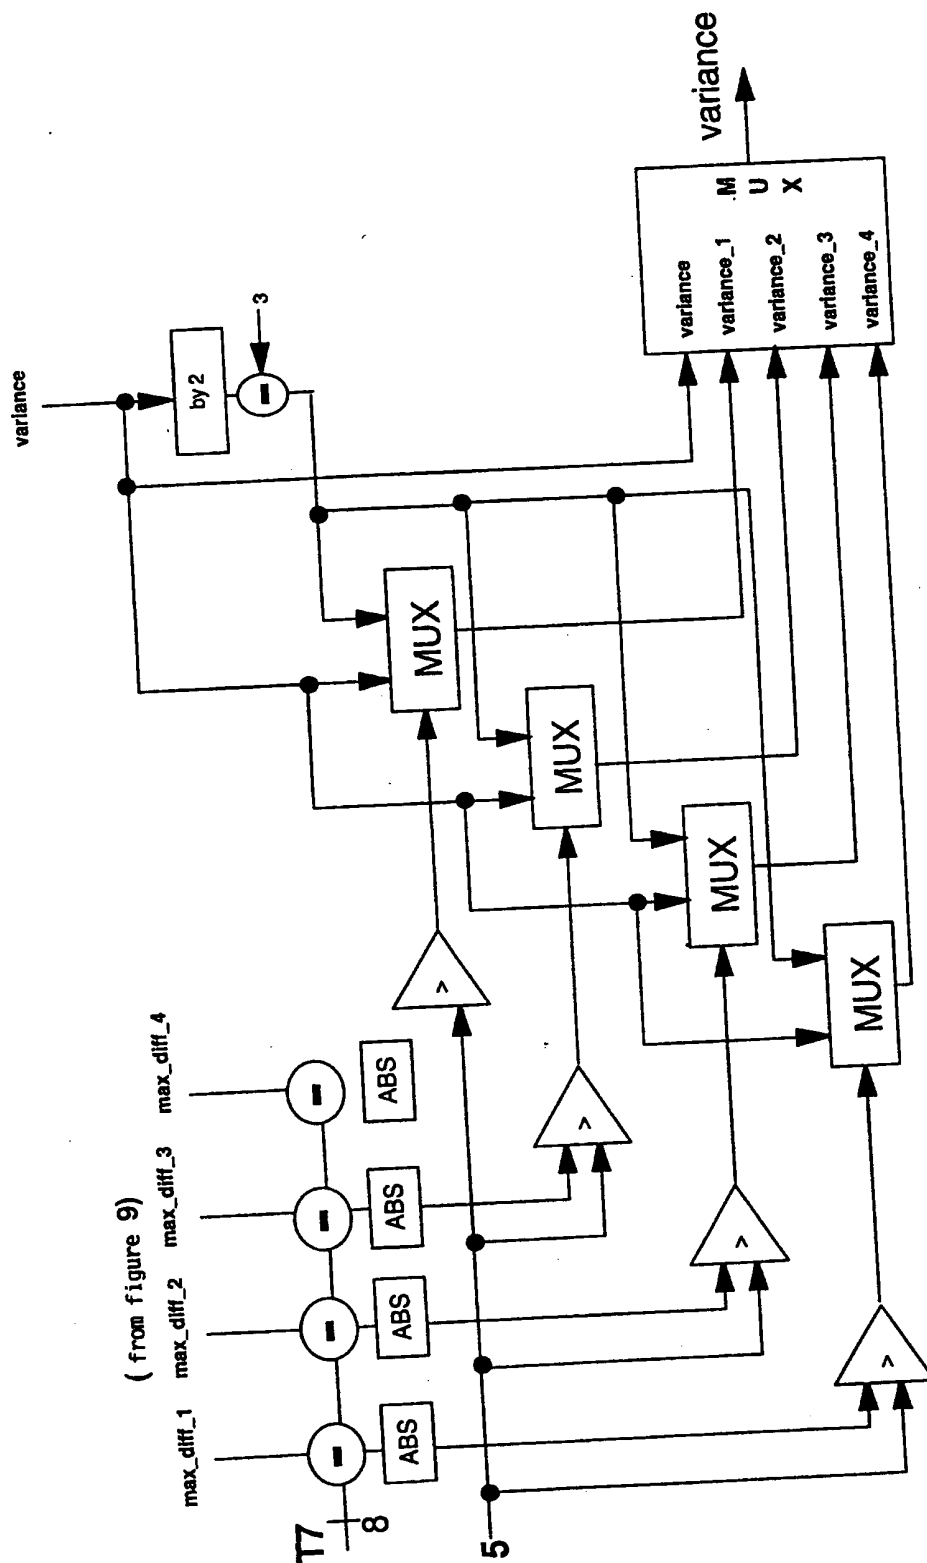 variance
by 2
3
( from figure 9)
max_diff_1
max_diff_2
max_diff_3
max_diff_4
ABS
ABS
ABS
ABS
T7
8
5
>
>
>
>
MUX
MUX
MUX
MUX
variance
variance_1
variance_2
variance_3
variance_4
M
U
X
variance